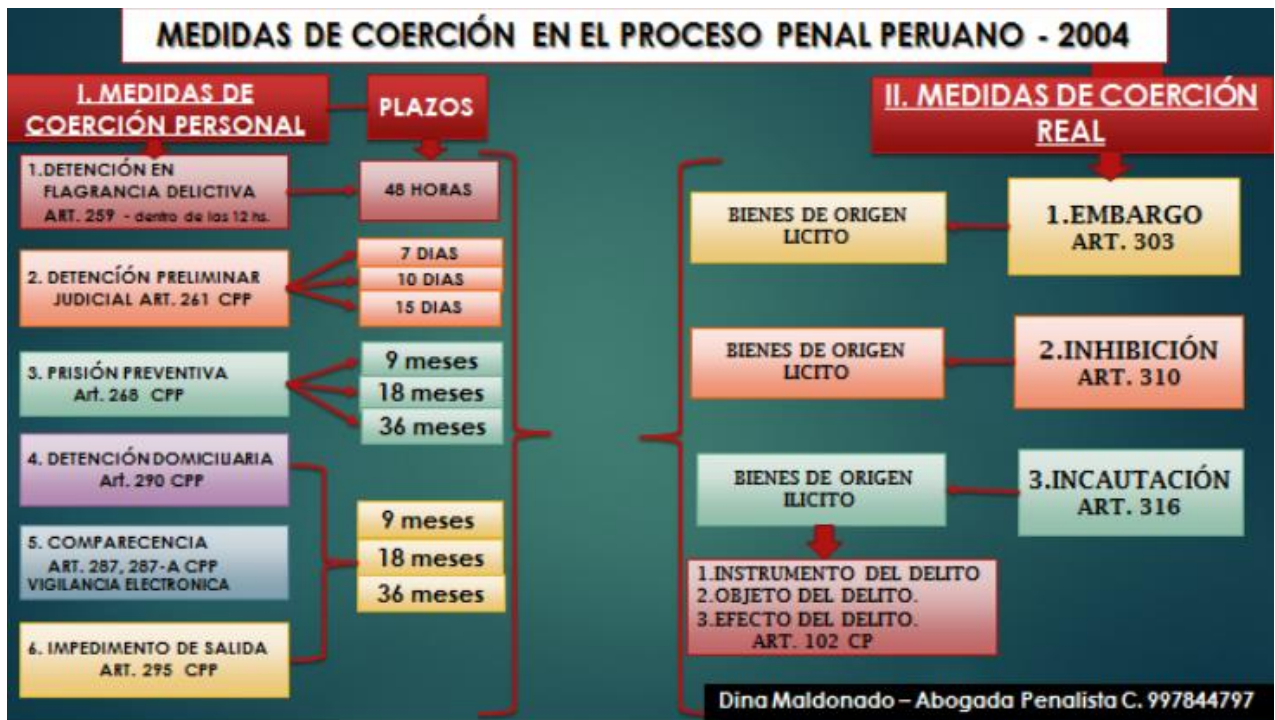 MEDIDAS DE COERCIÓN EN EL PROCESO PENAL PERUANO - 2004
I. MEDIDAS DE
COERCIÓN PERSONAL
PLAZOS
1.DETENCIÓN EN
FLAGRANCIA DELICTIVA
ART. 259 - dentro de las 12 hs.
48 HORAS
2. DETENCÍÓN PRELIMINAR
JUDICIAL ART. 261 CPP
7 DIAS
10 DIAS
15 DIAS
3. PRISIÓN PREVENTIVA
Art. 268 CPP
9 meses
18 meses
36 meses
4. DETENCIÓN DOMICILIARIA
Art. 290 CPP
5. COMPARECENCIA
ART. 287, 287-A CPP
VIGILANCIA ELECTRONICA
6. IMPEDIMENTO DE SALIDA
ART. 295 CPP
9 meses
18 meses
36 meses
II. MEDIDAS DE COERCIÓN
REAL
1.EMBARGO
ART. 303
BIENES DE ORIGEN
LICITO
2.INHIBICIÓN
ART. 310
BIENES DE ORIGEN
LICITO
3.INCAUTACIÓN
ART. 316
BIENES DE ORIGEN
ILICITO
1.INSTRUMENTO DEL DELITO
2.OBJETO DEL DELITO.
3.EFECTO DEL DELITO.
ART. 102 CP
Dina Maldonado – Abogada Penalista C. 997844797